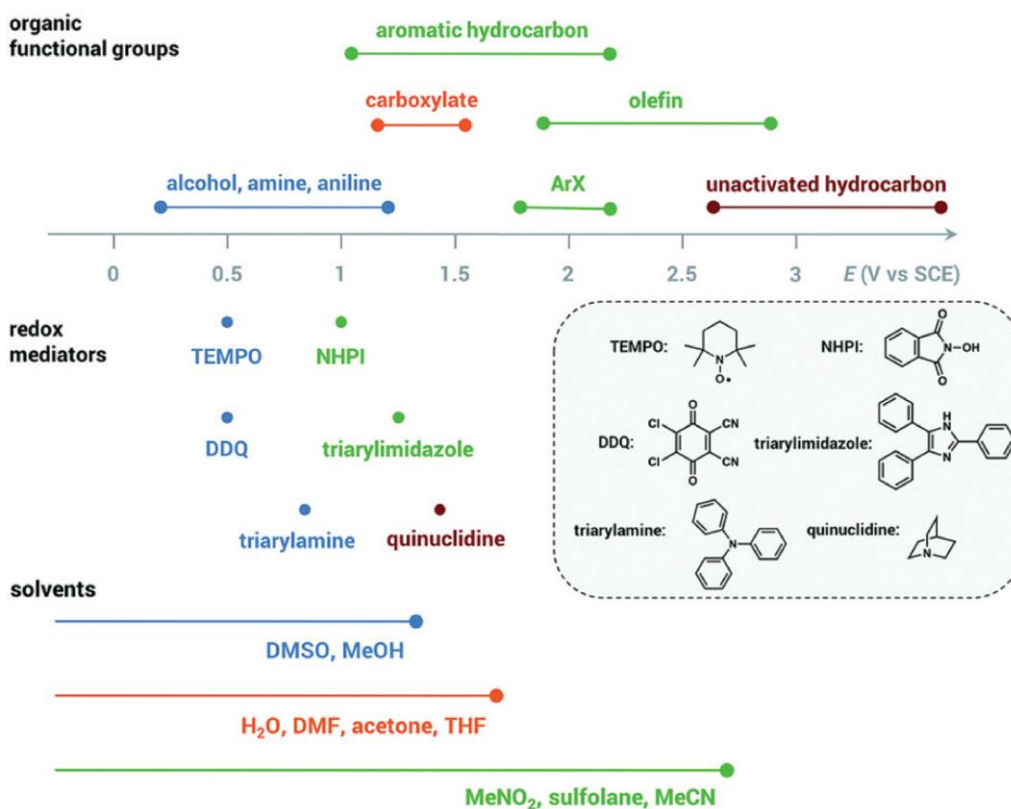 organic
functional groups
aromatic hydrocarbon
carboxylate
olefin
alcohol, amine, aniline
ArX
unactivated hydrocarbon
0 0.5 1 1.5 2 2.5 3 E (V vs SCE)
redox
mediators
TEMPO
NHPI
DDQ
triarylimidazole
triarylamine
quinuclidine
TEMPO:
N
O•
NHPI:
O
N-OH
O
DDQ:
O
Cl
CN
Cl
CN
O
triarylimidazole:
H
N
N
triarylamine:
N
quinuclidine:
N
solvents
DMSO, MeOH
H₂O, DMF, acetone, THF
MeNO₂, sulfolane, MeCN